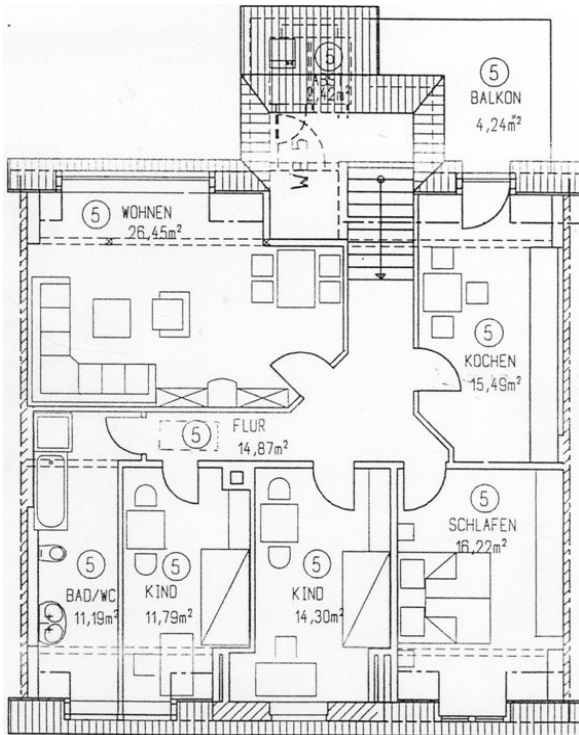 5
ABS
2,42m²
5
BALKON
4,24m²
5 WOHNEN
26,45m²
5
KOCHEN
15,49m²
5 FLUR
14,87m²
5
BAD/WC
11,19m²
5
KIND
11,79m²
5
KIND
14,30m²
5
SCHLAFEN
16,22m²